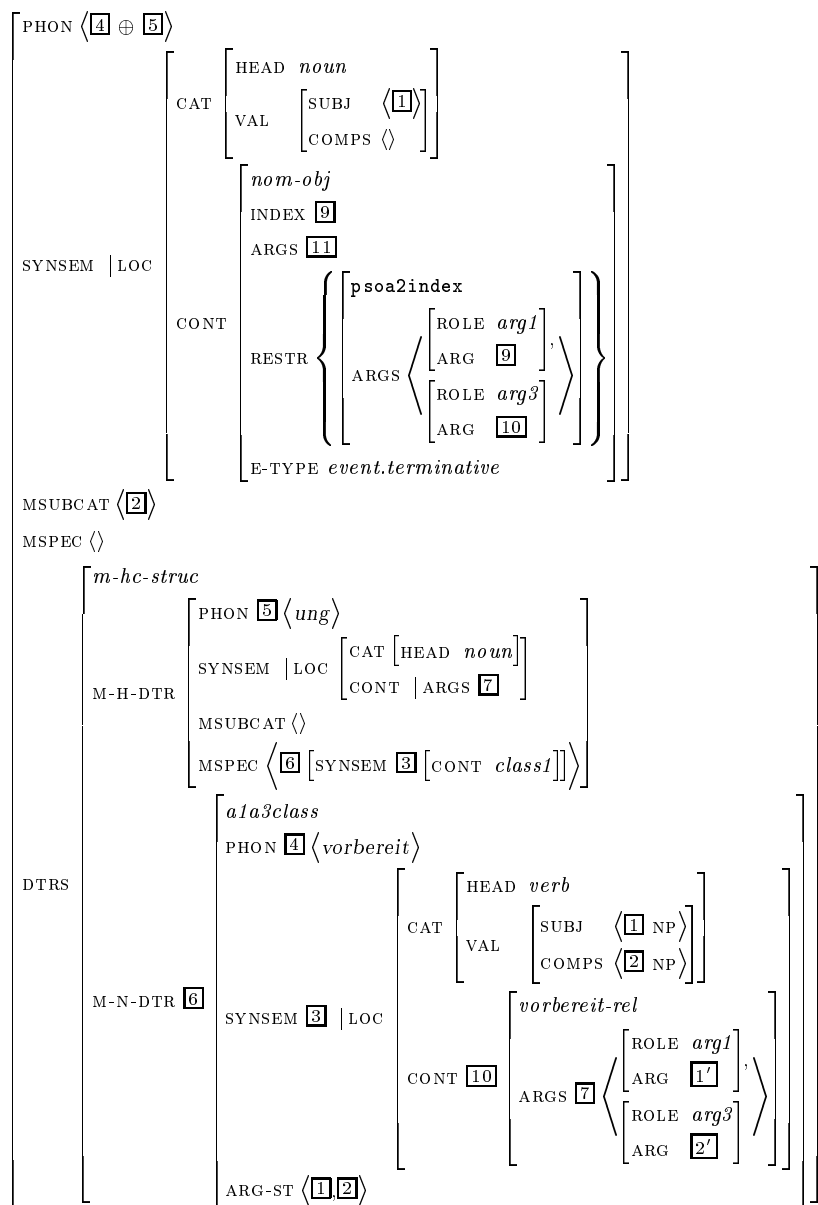 PHON ⟨4 ⊕ 5⟩
HEAD noun
CAT
SUBJ ⟨1⟩
VAL
COMPS ⟨⟩
nom-obj
INDEX 9
ARGS 11
SYNSEM | LOC
psoa2index
ROLE arg1
CONT
ARG 9
,
RESTR
ARGS
ROLE arg3
ARG 10
E-TYPE event.terminative
MSUBCAT ⟨2⟩
MSPEC ⟨⟩
m-hc-struc
PHON 5 ⟨ung⟩
CAT [HEAD noun]
SYNSEM | LOC
CONT | ARGS 7
M-H-DTR
MSUBCAT ⟨⟩
MSPEC ⟨6 [SYNSEM 3 [CONT class1]]⟩
a1a3class
PHON 4 ⟨vorbereit⟩
DTRS
HEAD verb
CAT
SUBJ ⟨1 NP⟩
VAL
COMPS ⟨2 NP⟩
M-N-DTR 6
vorbereit-rel
SYNSEM 3 | LOC
ROLE arg1
ARG 1′
,
CONT 10
ARGS 7
ROLE arg3
ARG 2′
ARG-ST ⟨1,2⟩